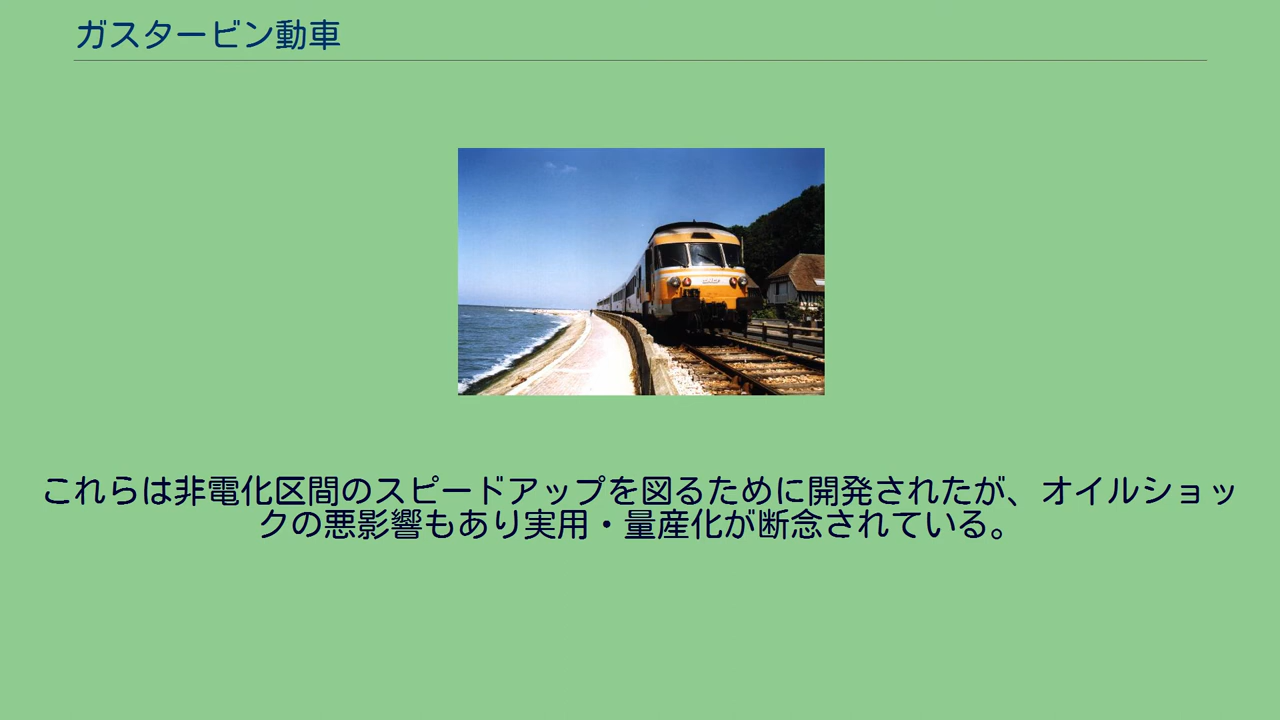 ガスタービン動車
これらは非電化区間のスピードアップを図るために開発されたが、オイルショッ
クの悪影響もあり実用・量産化が断念されている。